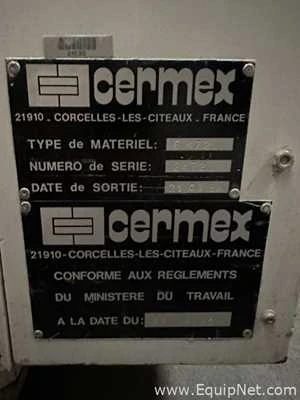 cermex
21910 . CORCELLES-LES-CITEAUX . FRANCE
TYPE DE MATERIEL:
NUMERO DE SERIE:
DATE DE SORTIE:
cermex
21910-CORCELLES-LES-CITEAUX-FRANCE
CONFORME AUX REGLEMENTS
DU MINISTERE DU TRAVAIL
A LA DATE DU:
www.EquipNet.com